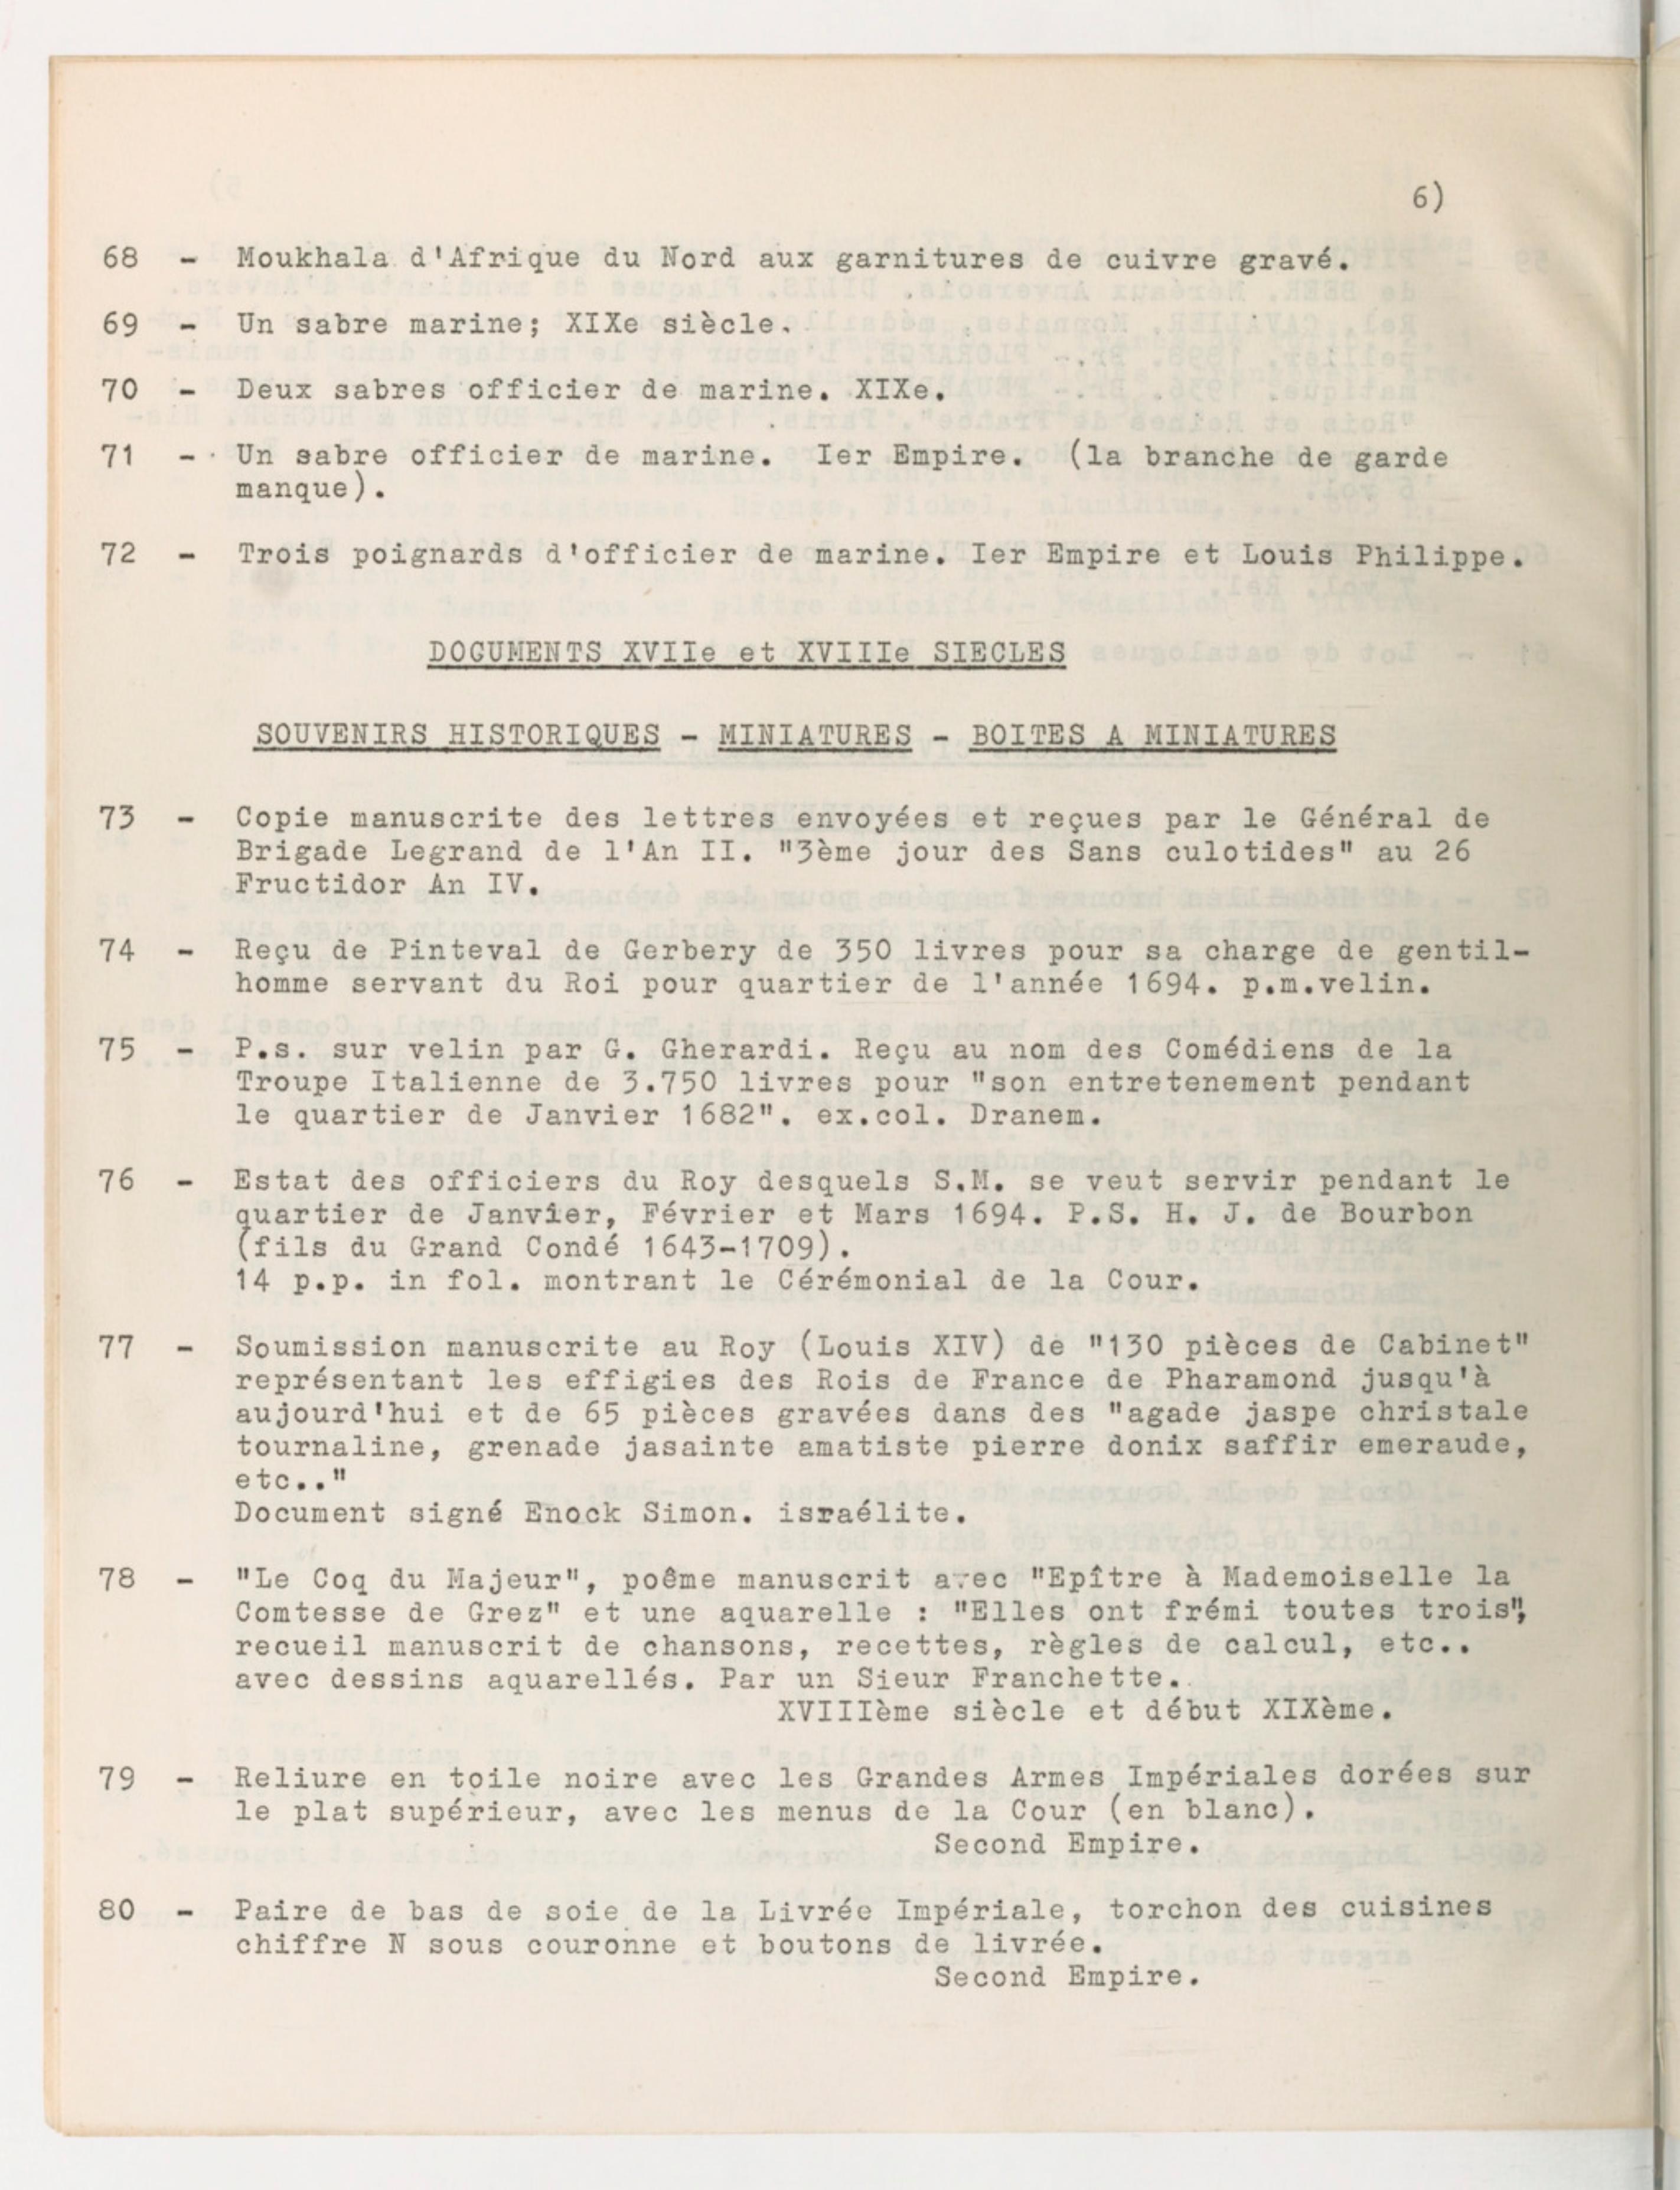 6)
68 - Moukhala d'Afrique du Nord aux garnitures de cuivre gravé.
69 - Un sabre marine; XIXe siècle.
70 - Deux sabres officier de marine. XIXe.
71 - Un sabre officier de marine. Ier Empire. (la branche de garde
manque).
72 - Trois poignards d'officier de marine. Ier Empire et Louis Philippe.
DOCUMENTS XVIIe et XVIIIe SIECLES
SOUVENIRS HISTORIQUES - MINIATURES - BOITES A MINIATURES
73 - Copie manuscrite des lettres envoyées et reçues par le Général de
Brigade Legrand de l'An II. "3ème jour des Sans culotides" au 26
Fructidor An IV.
74 - Reçu de Pinteval de Gerbery de 350 livres pour sa charge de gentil-
homme servant du Roi pour quartier de l'année 1694. p.m.velin.
75 - P.s. sur velin par G. Gherardi. Reçu au nom des Comédiens de la
Troupe Italienne de 3.750 livres pour "son entretenement pendant
le quartier de Janvier 1682". ex.col. Dranem.
76 - Estat des officiers du Roy desquels S.M. se veut servir pendant le
quartier de Janvier, Février et Mars 1694. P.S. H. J. de Bourbon
(fils du Grand Condé 1643-1709).
14 p.p. in fol. montrant le Cérémonial de la Cour.
77 - Soumission manuscrite au Roy (Louis XIV) de "130 pièces de Cabinet"
représentant les effigies des Rois de France de Pharamond jusqu'à
aujourd'hui et de 65 pièces gravées dans des "agade jaspe christale
tournaline, grenade jasainte amatiste pierre donix saffir emeraude,
etc.."
Document signé Enock Simon. israélite.
78 - "Le Coq du Majeur", poême manuscrit avec "Epître à Mademoiselle la
Comtesse de Grez" et une aquarelle : "Elles ont frémi toutes trois",
recueil manuscrit de chansons, recettes, règles de calcul, etc..
avec dessins aquarellés. Par un Sieur Franchette.
XVIIIème siècle et début XIXème.
79 - Reliure en toile noire avec les Grandes Armes Impériales dorées sur
le plat supérieur, avec les menus de la Cour (en blanc).
Second Empire.
80 - Paire de bas de soie de la Livrée Impériale, torchon des cuisines
chiffre N sous couronne et boutons de livrée.
Second Empire.